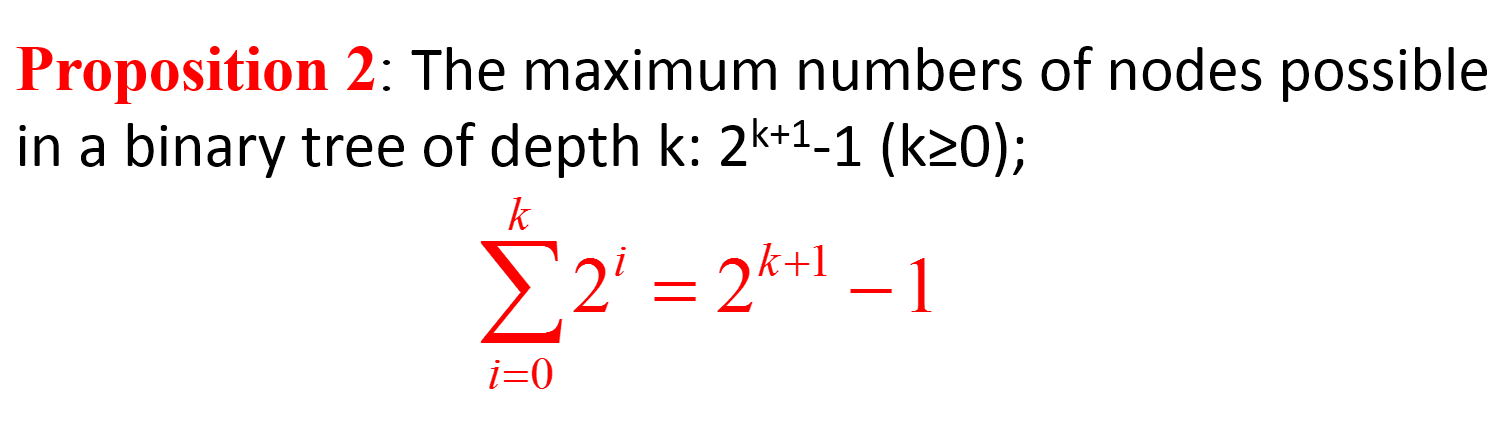 Proposition 2: The maximum numbers of nodes possible
in a binary tree of depth k: 2^{k+1}-1 (k≥0);
\sum_{i=0}^{k} 2^i = 2^{k+1} - 1